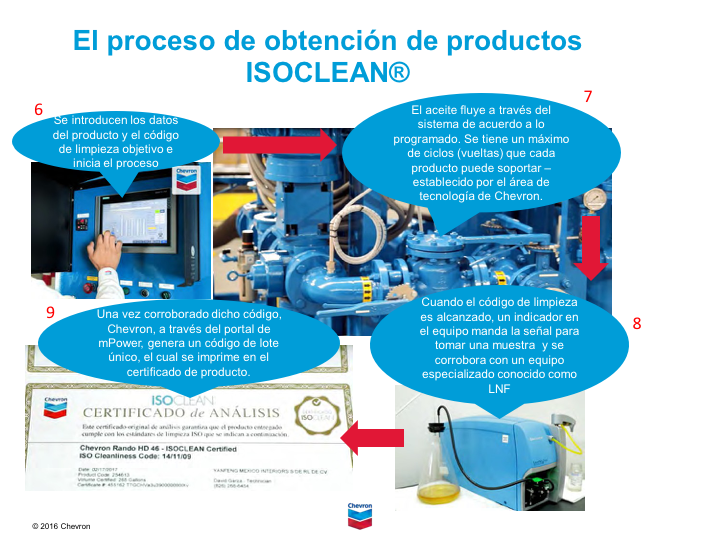 El proceso de obtención de productos
ISOCLEAN®
6
Se introducen los datos
del producto y el código
de limpieza objetivo e
inicia el proceso
Chevron
7
El aceite fluye a través del
sistema de acuerdo a lo
programado. Se tiene un máximo
de ciclos (vueltas) que cada
producto puede soportar –
establecido por el área de
tecnología de Chevron.
9
Una vez corroborado dicho código,
Chevron, a través del portal de
mPower, genera un código de lote
único, el cual se imprime en el
certificado de producto.
Cuando el código de limpieza
es alcanzado, un indicador en
el equipo manda la señal para
tomar una muestra y se
corrobora con un equipo
especializado conocido como
LNF
8
Chevron
ISOCLEAN
CERTIFICADO de ANÁLISIS
ISOCLEAN
Este certificado original de análisis garantiza que el producto entregado
cumple con los estándares de limpieza ISO que se indican a continuación.
Chevron Rando HD 46 - ISOCLEAN Certified
ISO Cleanliness Code: 14/11/09
Date: 02/17/2017
Product Code:
Volume Certified: Gallons
Certificate #:
YANFENG MEXICO INTERIORS S DE RL DE CV
David Garza - Technician
Chevron
© 2016 Chevron